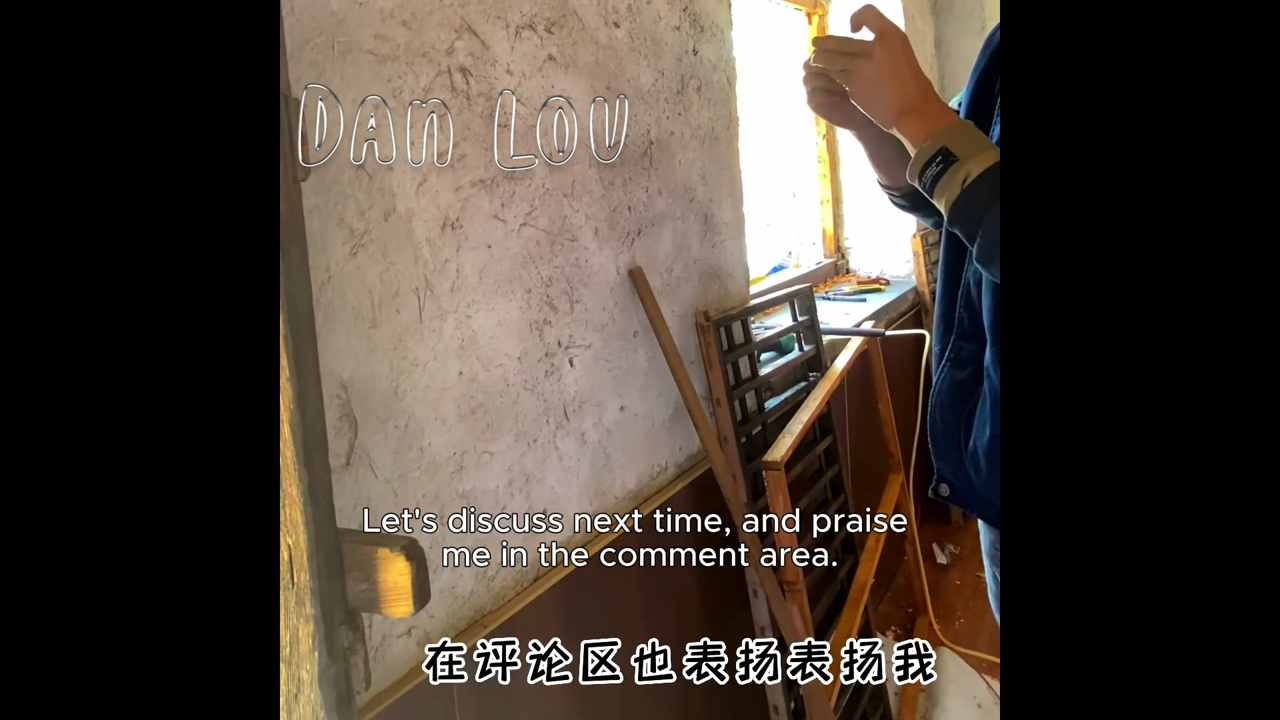 Dan Lou
Let's discuss next time, and praise
me in the comment area.
在评论区也表扬表扬我